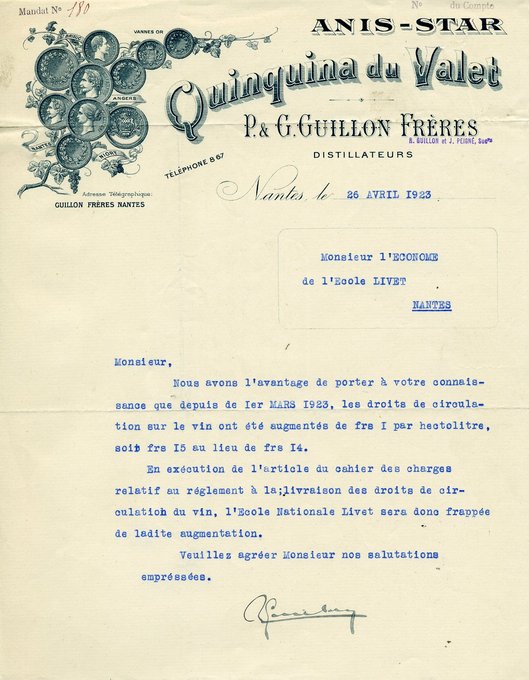 Mandat No 180
No du Compte
ANIS-STAR
Quinquina du Valet
P. & G. GUILLON FRÈRES
R. GUILLON et J. PEIGNÉ, Succrs
DISTILLATEURS
VANNES OR
ANGERS
NANTES
NIORT
TÉLÉPHONE 8 67
Adresse Télégraphique:
GUILLON FRÈRES NANTES
Nantes, le 26 AVRIL 1923
Monsieur l'ECONOME
de l'Ecole LIVET
NANTES
Monsieur,
Nous avons l'avantage de porter à votre connais-
sance que depuis de Ier MARS I923, les droits de circula-
tion sur le vin ont été augmentés de frs I par hectolitre,
soit frs I5 au lieu de frs I4.
En exécution de l'article du cahier des charges
relatif au réglement à la;livraison des droits de cir-
culation du vin, l'Ecole Nationale Livet sera donc frappée
de ladite augmentation.
Veuillez agréer Monsieur nos salutations
empréssées.